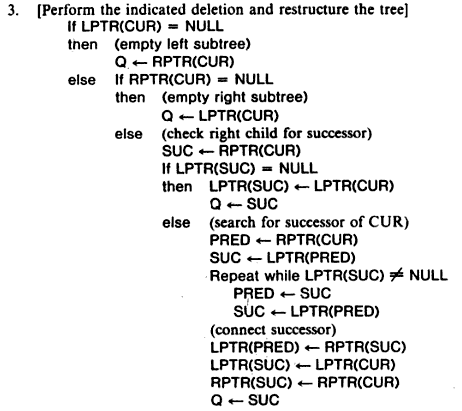 3. [Perform the indicated deletion and restructure the tree]
If LPTR(CUR) = NULL
then (empty left subtree)
Q ← RPTR(CUR)
else If RPTR(CUR) = NULL
then (empty right subtree)
Q ← LPTR(CUR)
else (check right child for successor)
SUC ← RPTR(CUR)
If LPTR(SUC) = NULL
then LPTR(SUC) ← LPTR(CUR)
Q ← SUC
else (search for successor of CUR)
PRED ← RPTR(CUR)
SUC ← LPTR(PRED)
Repeat while LPTR(SUC) ≠ NULL
PRED ← SUC
SUC ← LPTR(PRED)
(connect successor)
LPTR(PRED) ← RPTR(SUC)
LPTR(SUC) ← LPTR(CUR)
RPTR(SUC) ← RPTR(CUR)
Q ← SUC